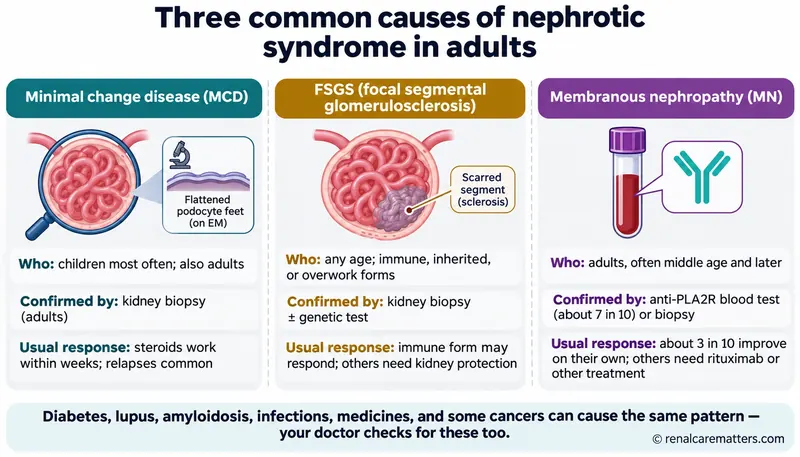 Three common causes of nephrotic
syndrome in adults
Minimal change disease (MCD)
Flattened
podocyte feet
(on EM)
Who: children most often; also adults
Confirmed by: kidney biopsy
(adults)
Usual response: steroids work
within weeks; relapses common
FSGS (focal segmental
glomerulosclerosis)
Scarred
segment
(sclerosis)
Who: any age; immune, inherited,
or overwork forms
Confirmed by: kidney biopsy
± genetic test
Usual response: immune form may
respond; others need kidney protection
Membranous nephropathy (MN)
Who: adults, often middle age and later
Confirmed by: anti-PLA2R blood test
(about 7 in 10) or biopsy
Usual response: about 3 in 10 improve
on their own; others need rituximab or
other treatment
Diabetes, lupus, amyloidosis, infections, medicines, and some cancers can cause the same pattern —
your doctor checks for these too.
© renalcarematters.com